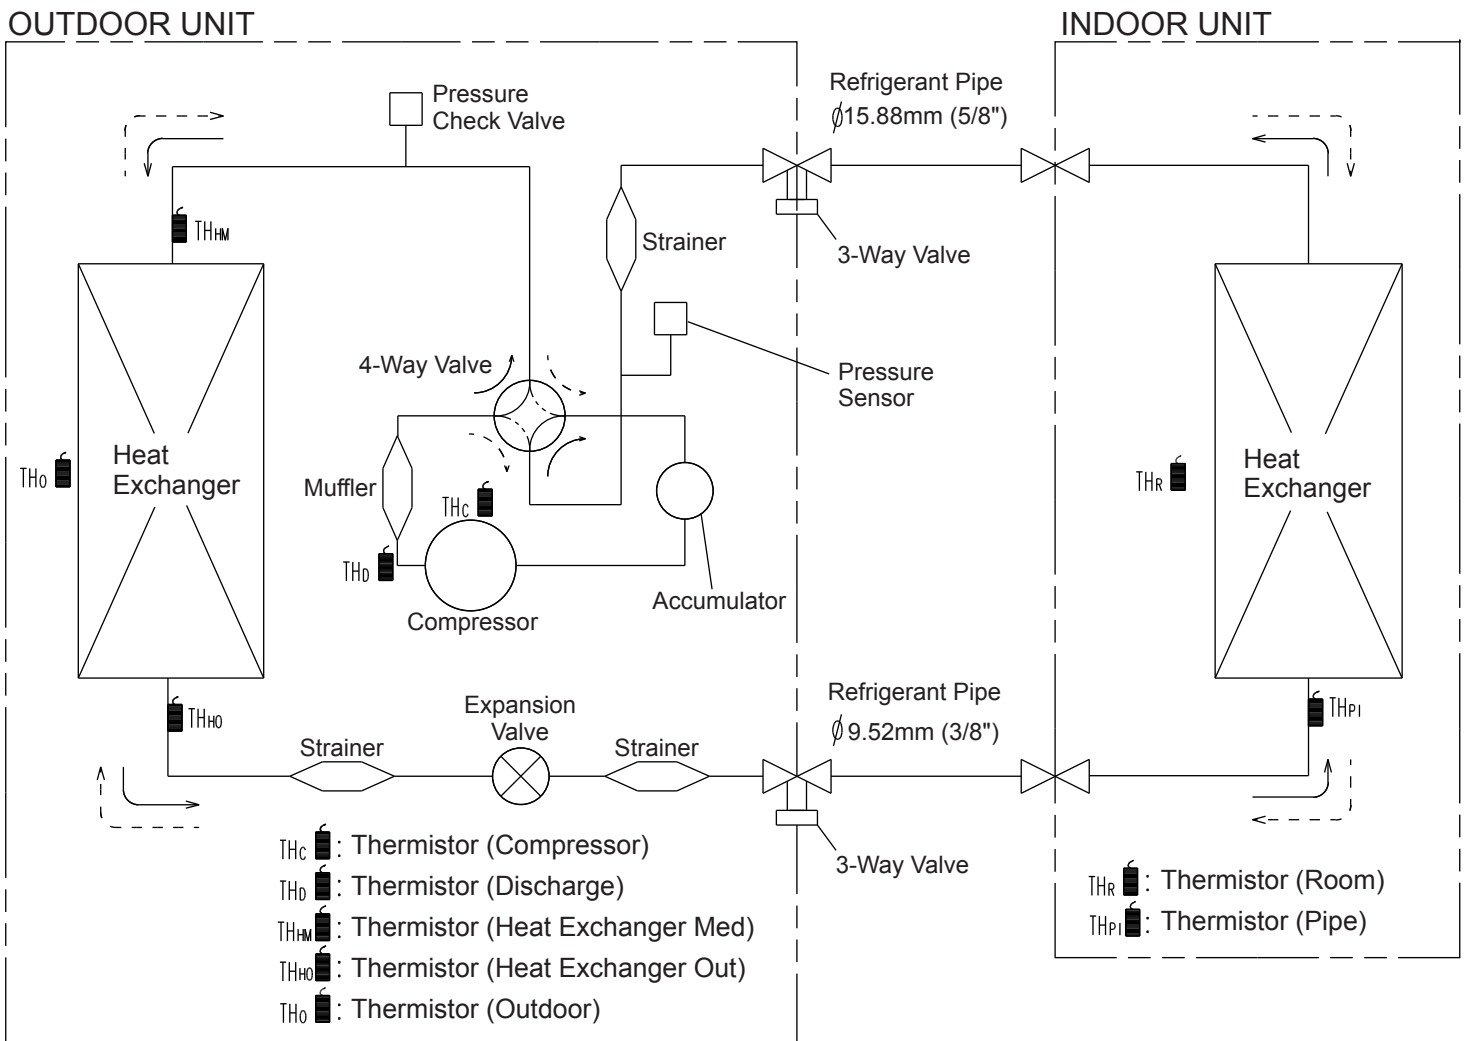 OUTDOOR UNIT
INDOOR UNIT
Pressure
Check Valve
Refrigerant Pipe
ϕ15.88mm (5/8")
THHM
Strainer
3-Way Valve
4-Way Valve
Pressure
Sensor
Heat
Exchanger
THO
Muffler
THC
THD
Compressor
Accumulator
THR
Heat
Exchanger
THHO
Strainer
Expansion
Valve
Strainer
Refrigerant Pipe
ϕ9.52mm (3/8")
THPI
3-Way Valve
THC : Thermistor (Compressor)
THD : Thermistor (Discharge)
THHM : Thermistor (Heat Exchanger Med)
THHO : Thermistor (Heat Exchanger Out)
THO : Thermistor (Outdoor)
THR : Thermistor (Room)
THPI : Thermistor (Pipe)